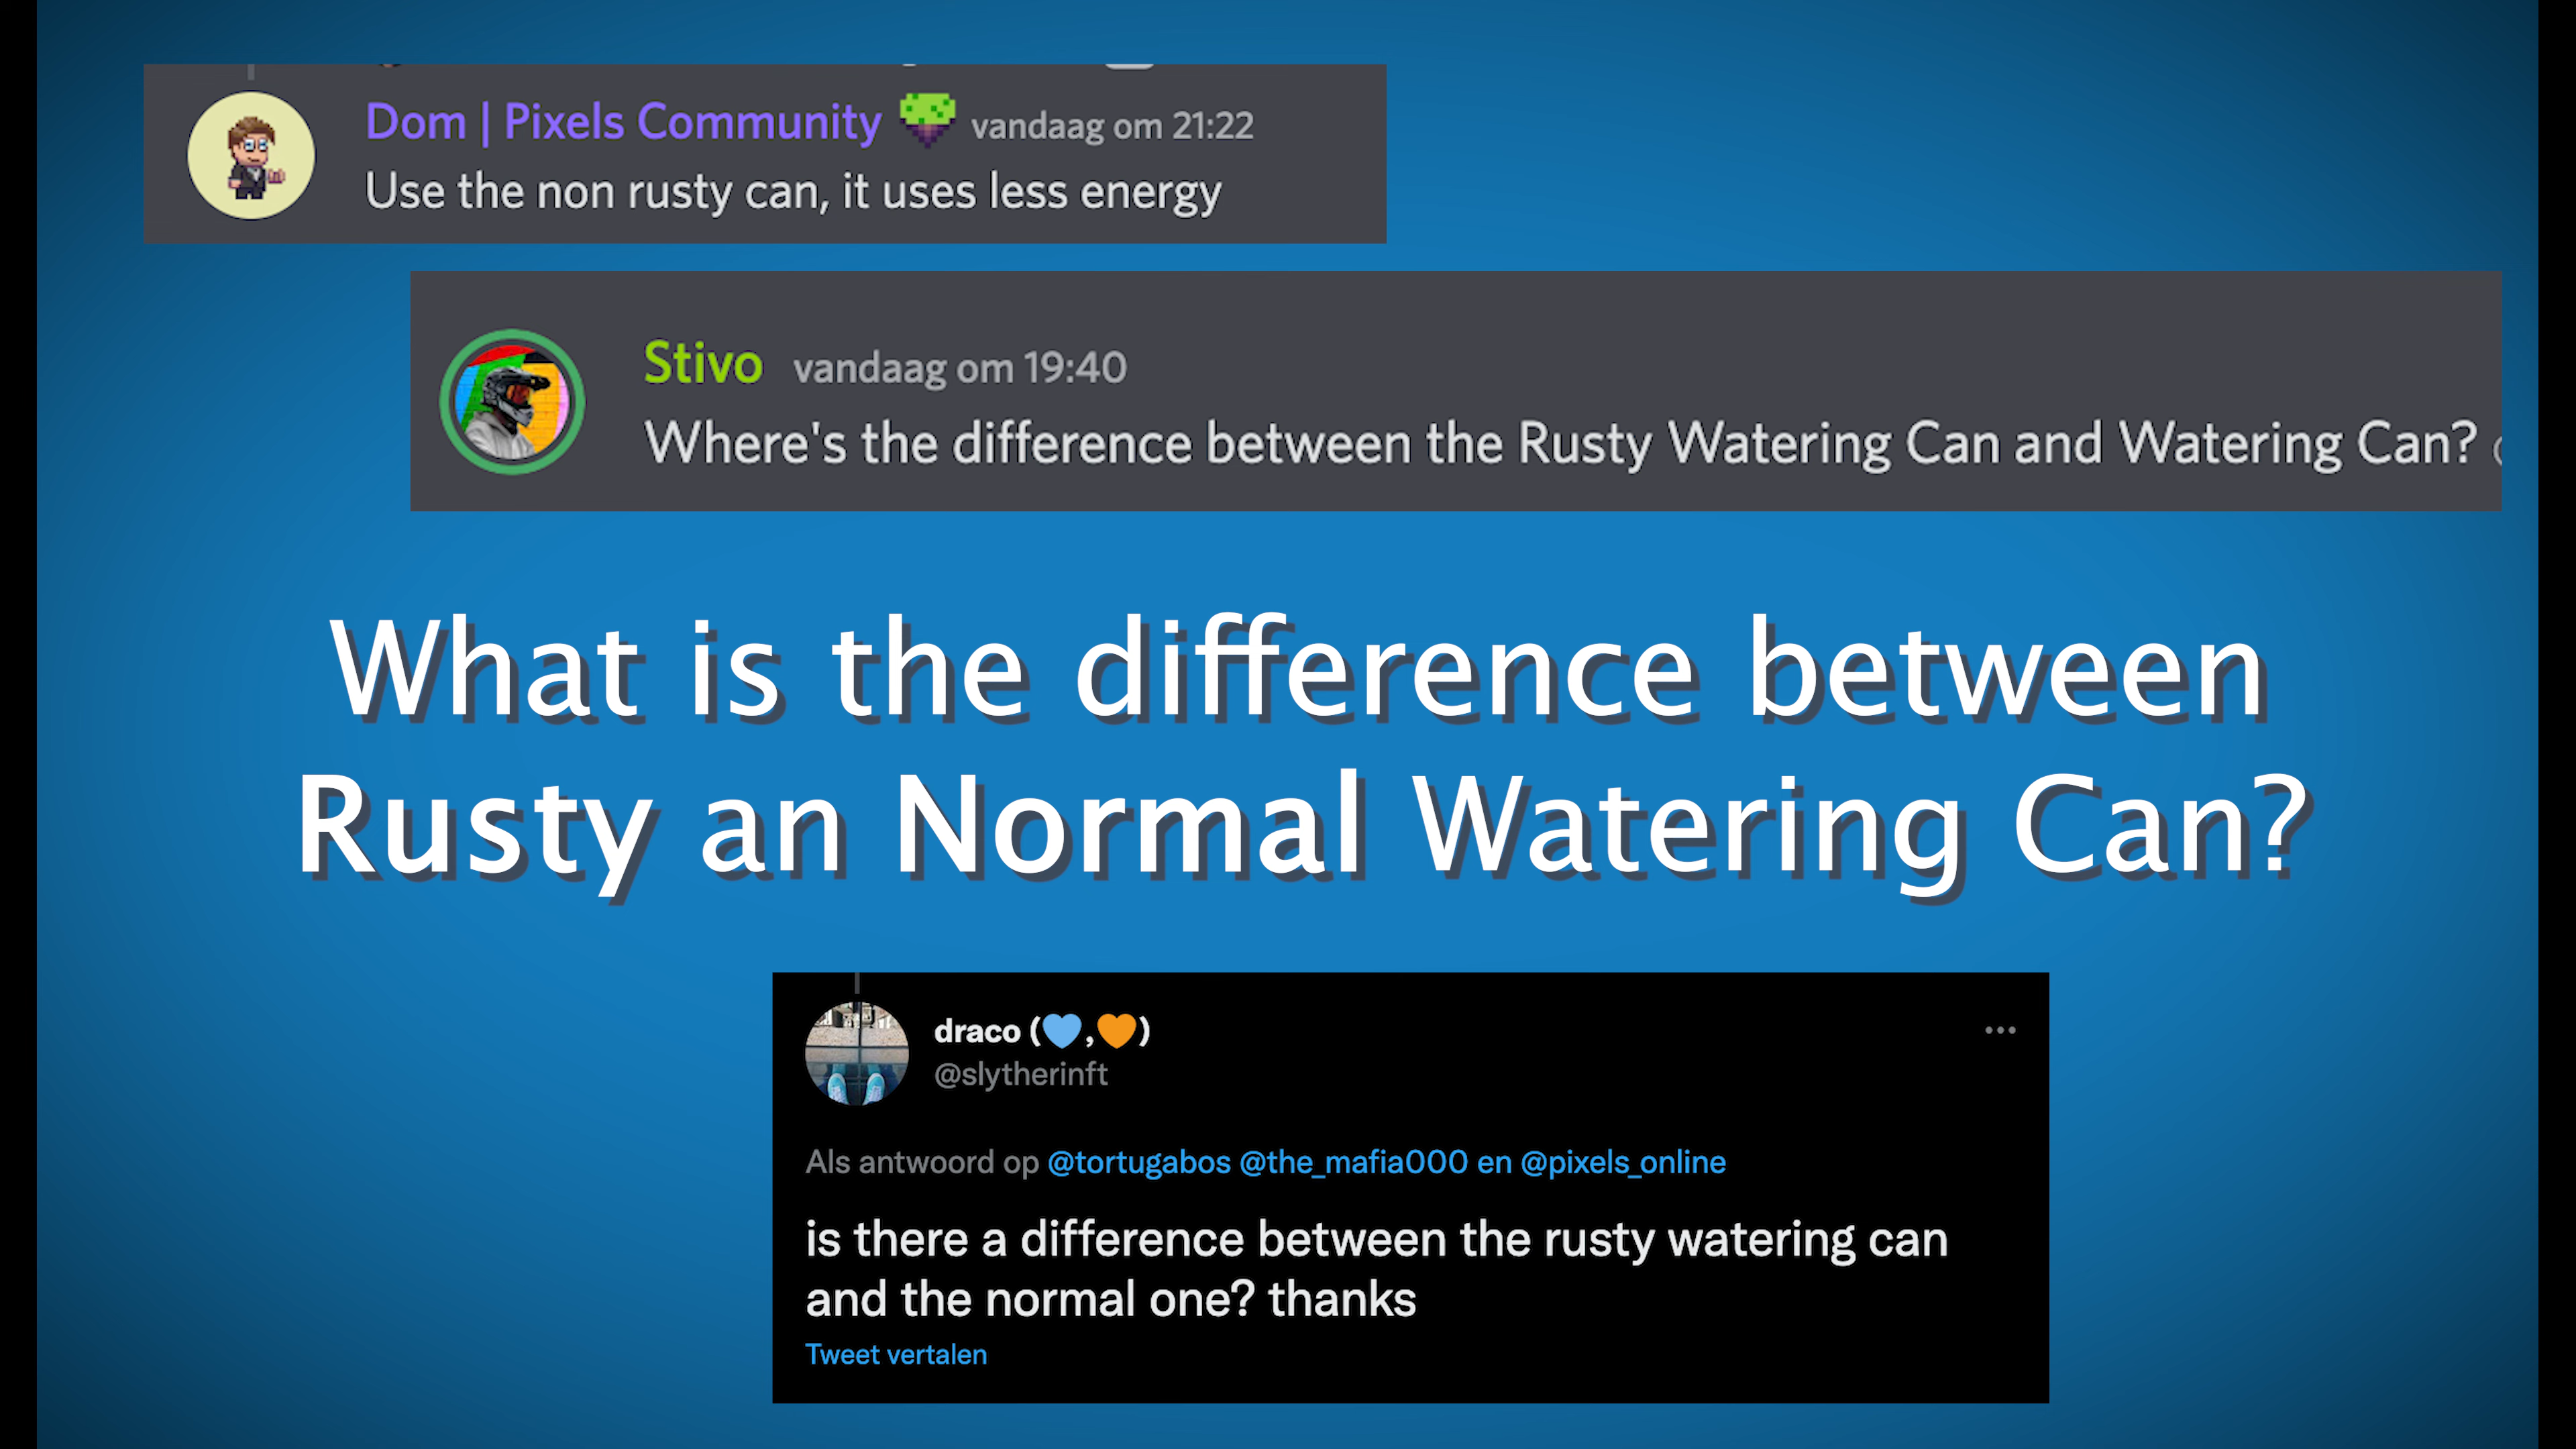 Dom | Pixels Community vandaag om 21:22
Use the non rusty can, it uses less energy
Stivo vandaag om 19:40
Where's the difference between the Rusty Watering Can and Watering Can?
What is the difference between
Rusty an Normal Watering Can?
draco (💙,🧡)
@slytherinft
Als antwoord op @tortugabos @the_mafia000 en @pixels_online
is there a difference between the rusty watering can
and the normal one? thanks
Tweet vertalen